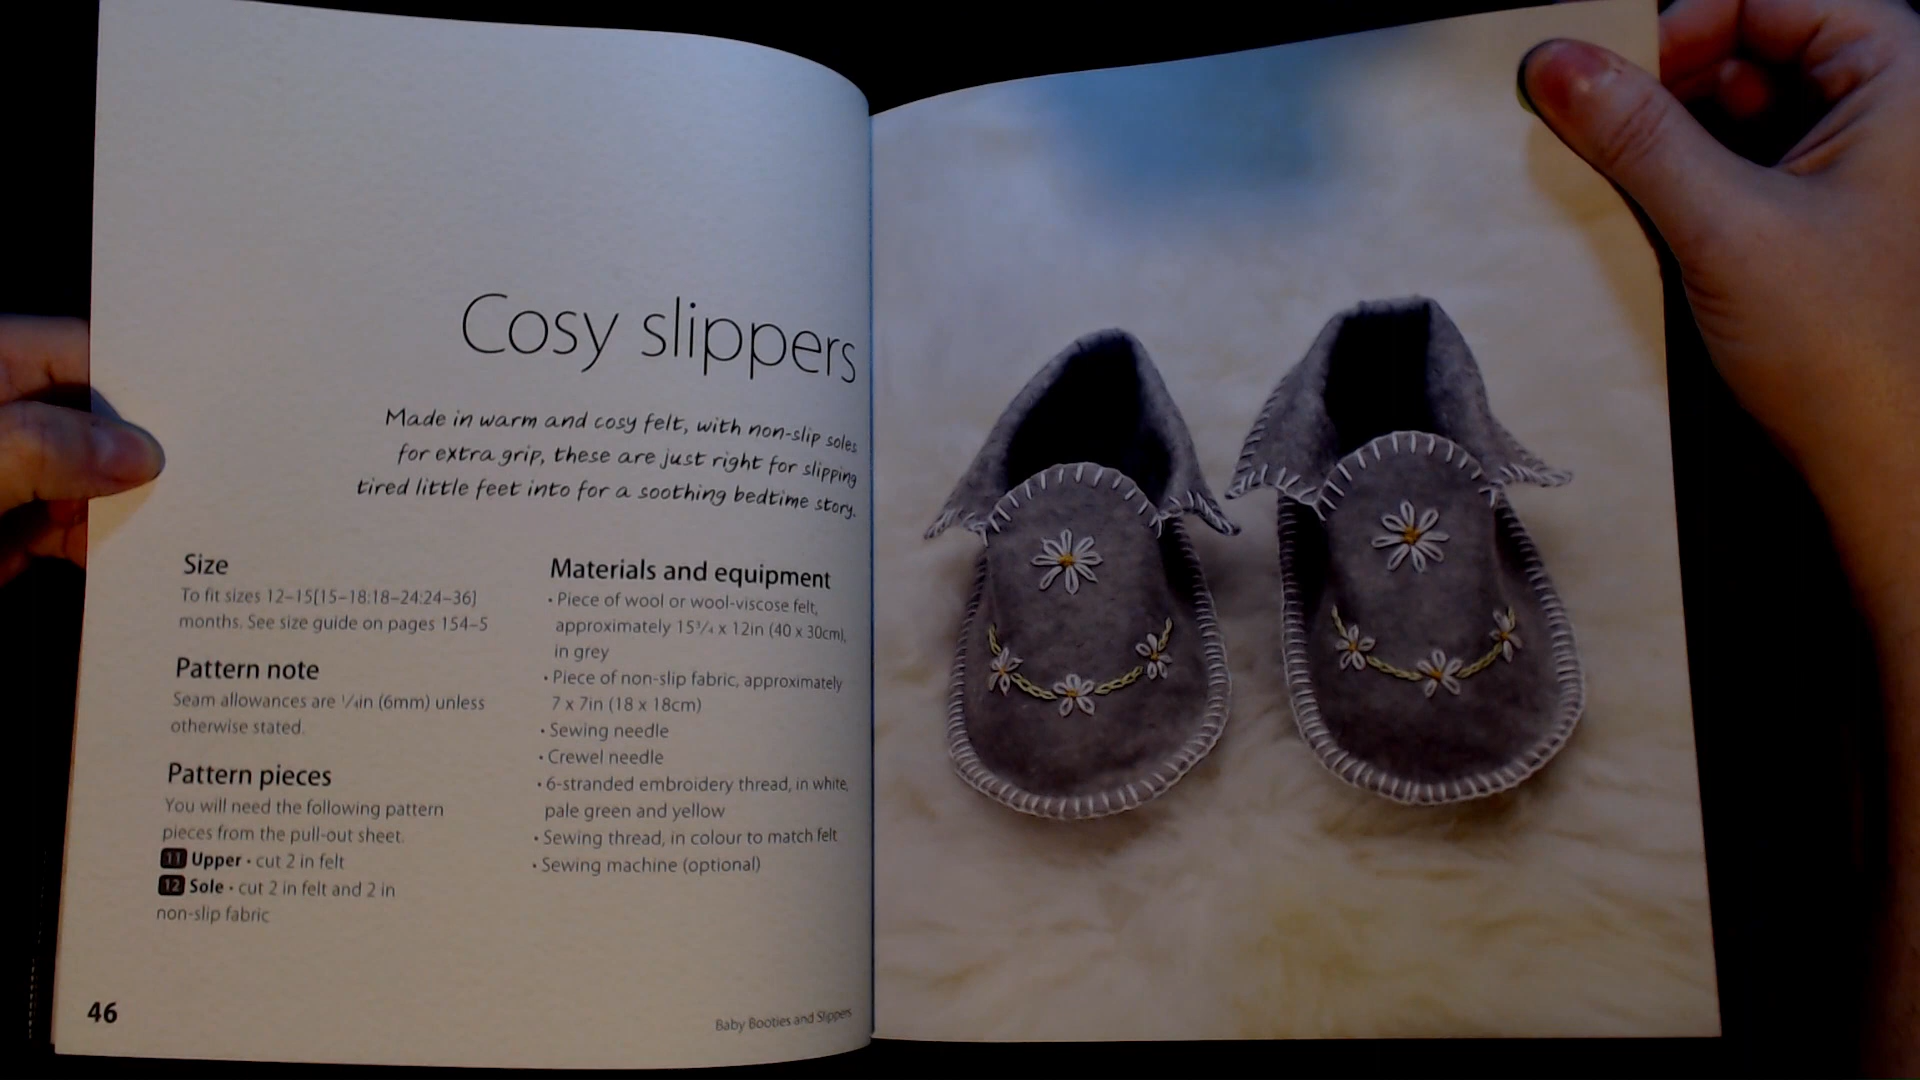 Cosy slippers
Made in warm and cosy felt, with non-slip soles
for extra grip, these are just right for slipping
tired little feet into for a soothing bedtime story.
Size
To fit sizes 12–15[15–18:18–24:24–36]
months. See size guide on pages 154–5
Pattern note
Seam allowances are 1/4in (6mm) unless
otherwise stated.
Pattern pieces
You will need the following pattern
pieces from the pull-out sheet.
11 Upper • cut 2 in felt
12 Sole • cut 2 in felt and 2 in
non-slip fabric
Materials and equipment
• Piece of wool or wool-viscose felt,
approximately 15 3/4 x 12in (40 x 30cm),
in grey
• Piece of non-slip fabric, approximately
7 x 7in (18 x 18cm)
• Sewing needle
• Crewel needle
• 6-stranded embroidery thread, in white,
pale green and yellow
• Sewing thread, in colour to match felt
• Sewing machine (optional)
46
Baby Booties and Slippers